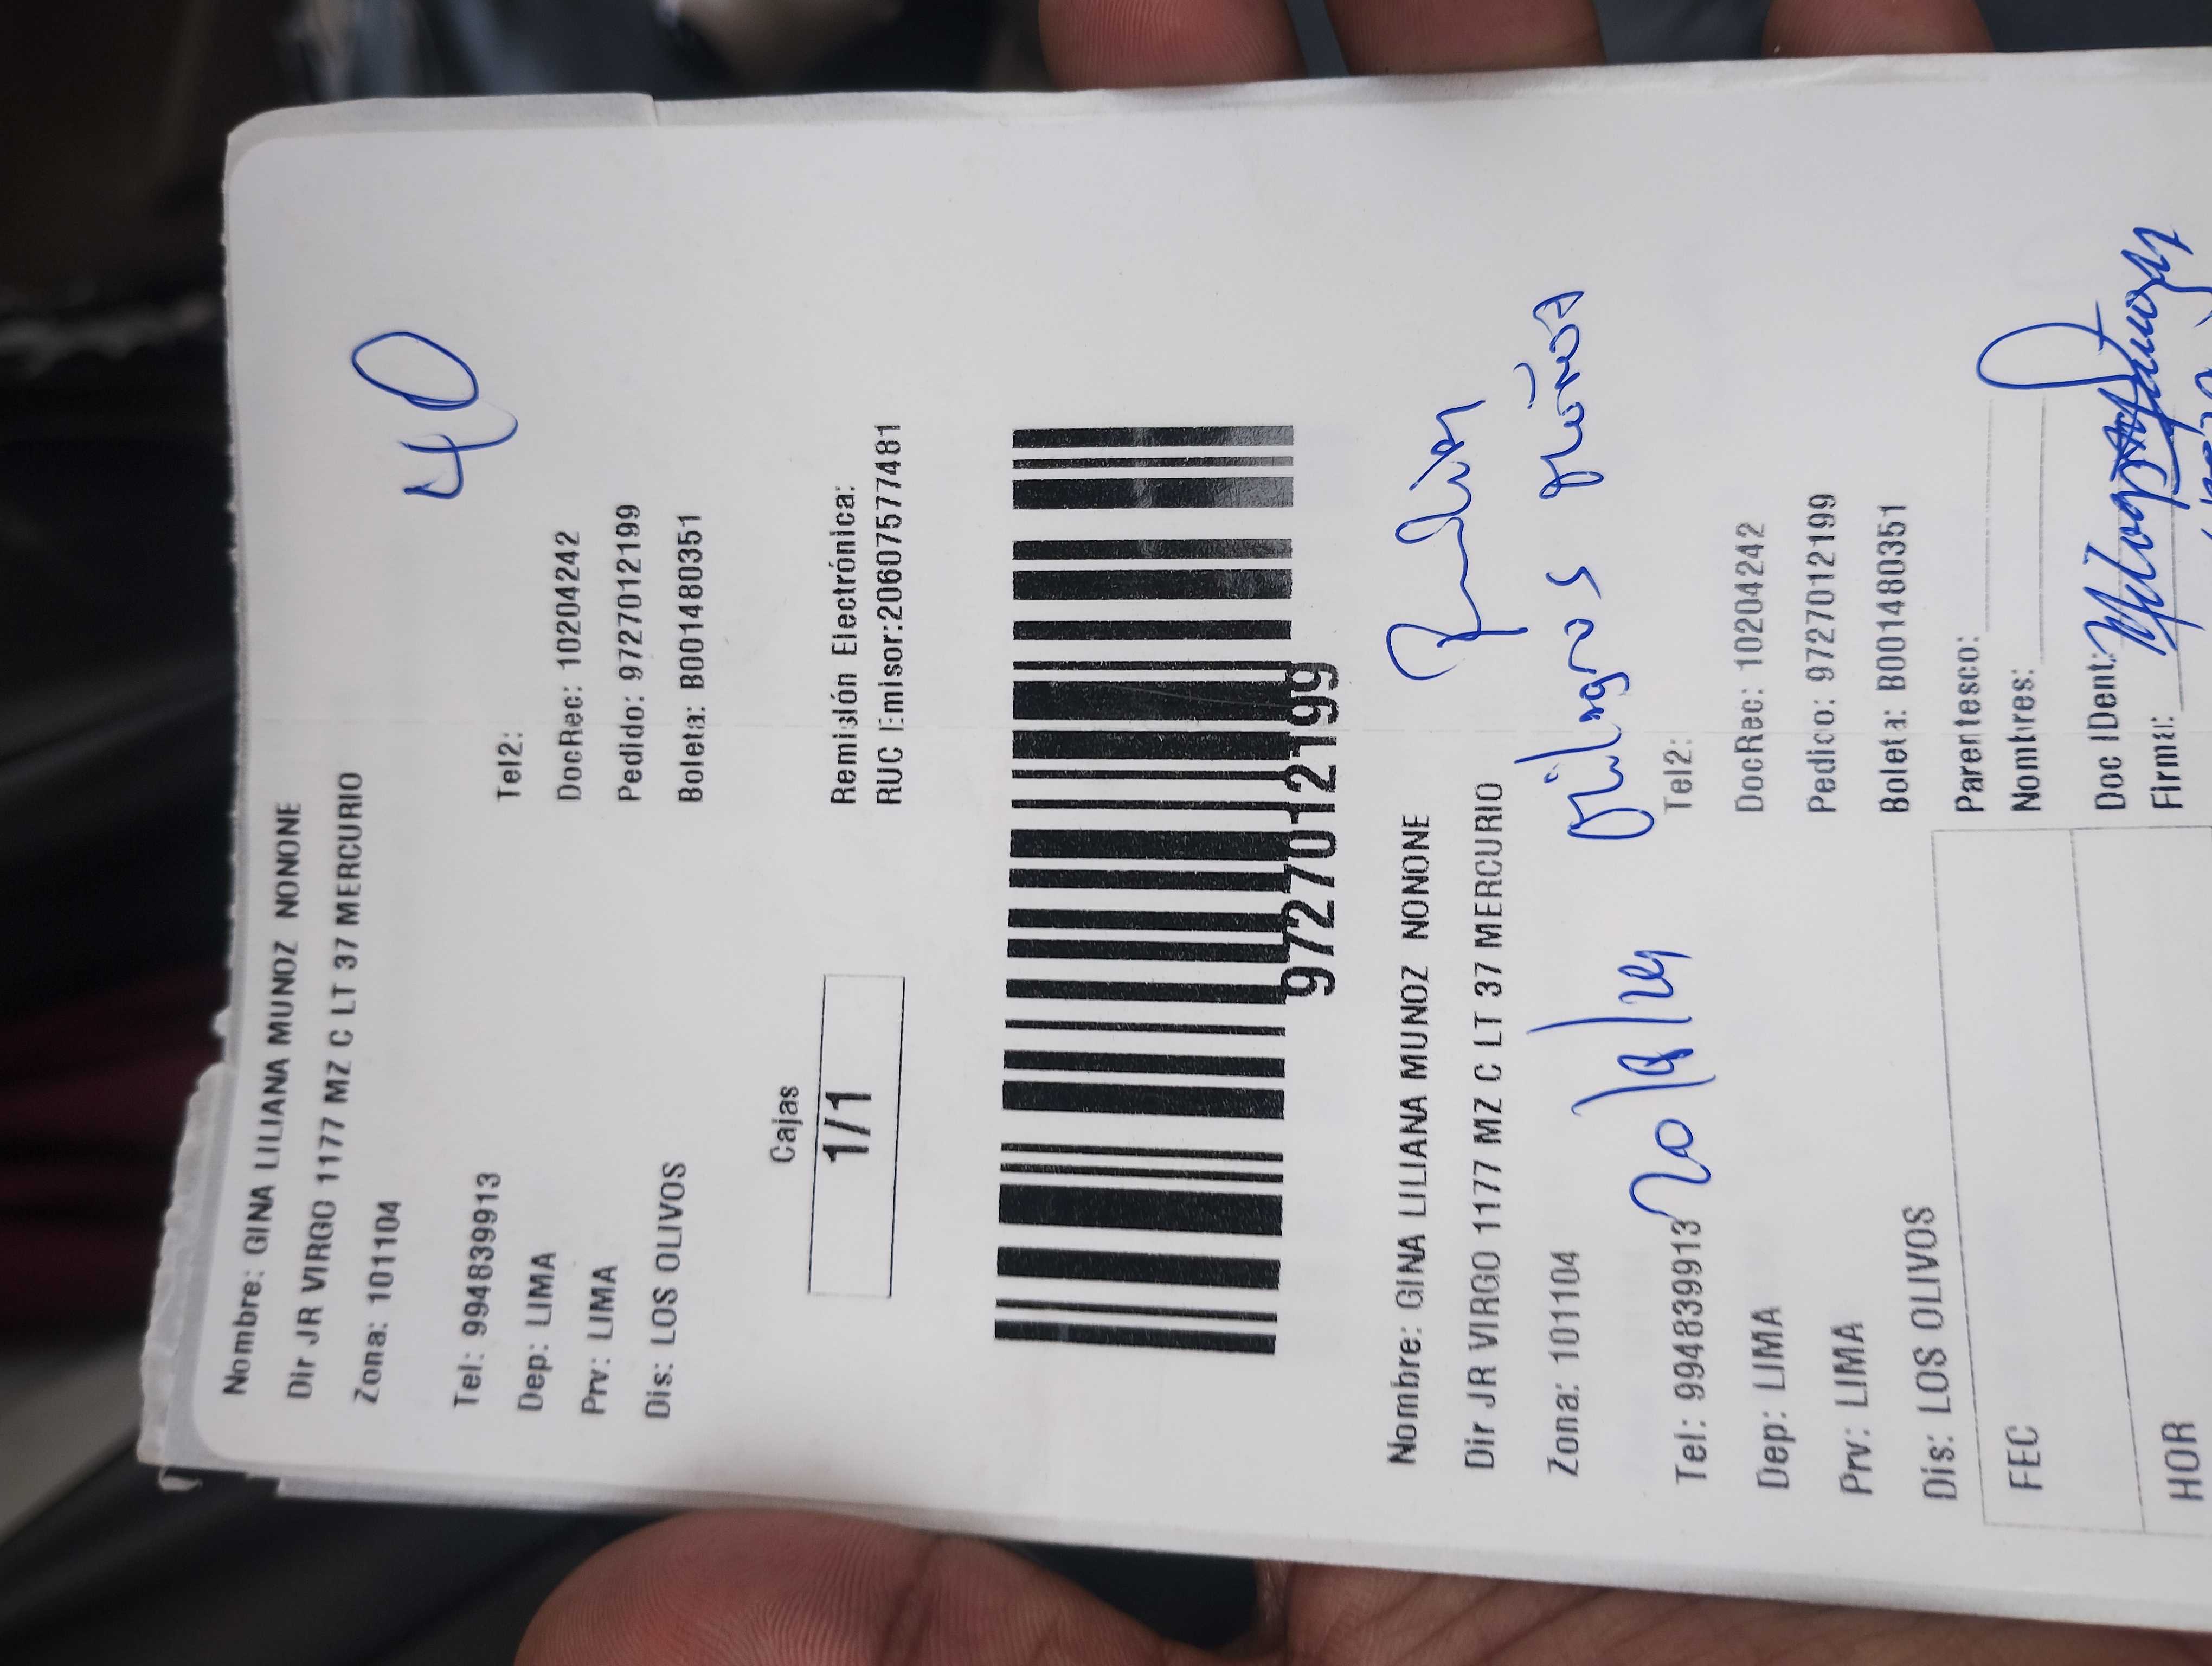 Nombre: GINA LILIANA MUNOZ NONONE
Dir JR VIRGO 1177 MZ C LT 37 MERCURIO
Zona: 101104
40
Tel: 994839913 Tel2:
Dep: LIMA DocRec: 10204242
Prv: LIMA Pedido: 9727012199
Dis: LOS OLIVOS Boleta: B001480351
Cajas Remisión Electrónica:
1/1 RUC Emisor:20607577481
9727012199
Nombre: GINA LILIANA MUNOZ NONONE
Dir JR VIRGO 1177 MZ C LT 37 MERCURIO
Zona: 101104 Milagros Muñoz
Tel: 994839913 Tel2:
Dep: LIMA DocRec: 10204242
Prv: LIMA Pedido: 9727012199
Dis: LOS OLIVOS Boleta: B001480351
FEC Parentesco:
Nombres:
HOR Doc IDent:
Firma: